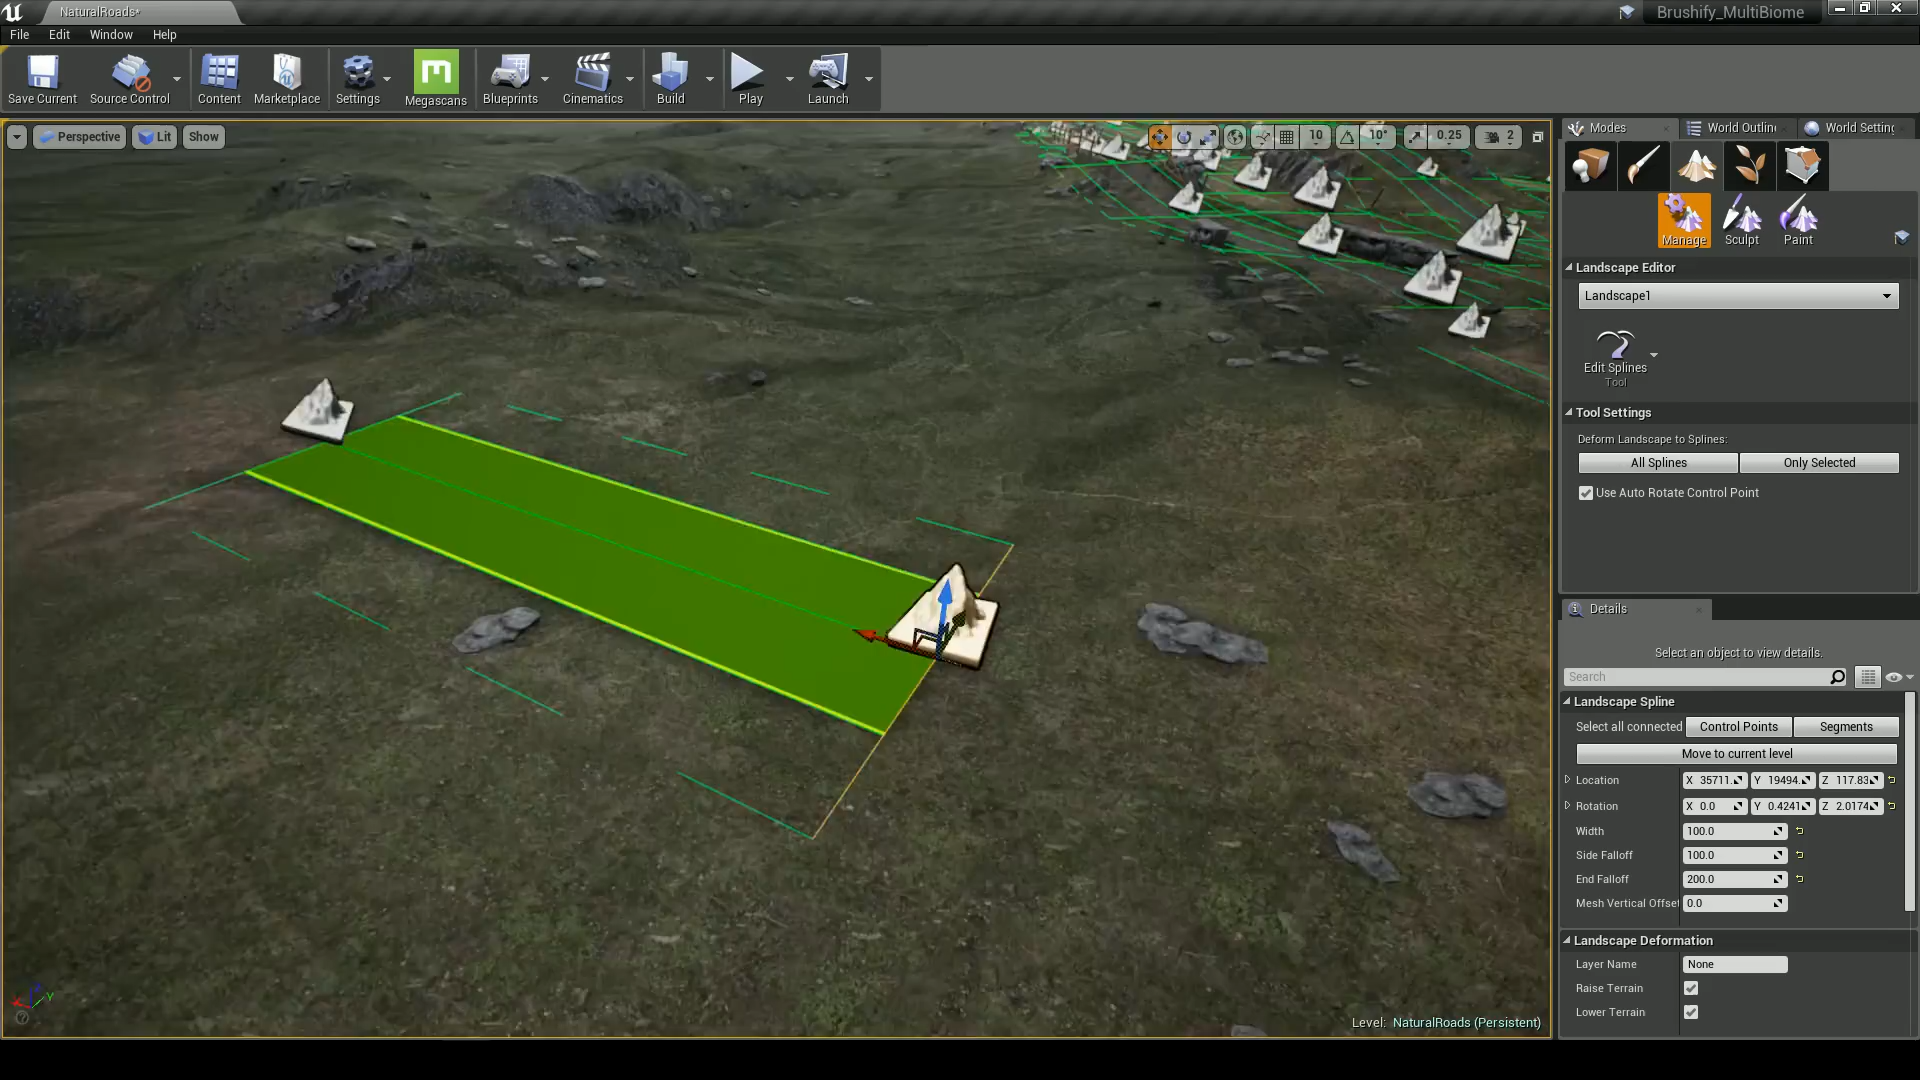 NaturalRoads*
Brushify_MultiBiome
File Edit Window Help
Save Current Source Control Content Marketplace Settings Megascans Blueprints Cinematics Build Play Launch
Perspective Lit Show
10 10° 0.25 2
Modes World Outlin World Setting
Manage Sculpt Paint
Landscape Editor
Landscape1
Edit Splines
Tool
Tool Settings
Deform Landscape to Splines:
All Splines Only Selected
Use Auto Rotate Control Point
Details
Select an object to view details.
Search
Landscape Spline
Select all connected Control Points Segments
Move to current level
Location X 35711. Y 19494. Z 117.83
Rotation X 0.0 Y 0.4241 Z 2.0174
Width 100.0
Side Falloff 100.0
End Falloff 200.0
Mesh Vertical Offset 0.0
Landscape Deformation
Layer Name None
Raise Terrain
Lower Terrain
Level: NaturalRoads (Persistent)